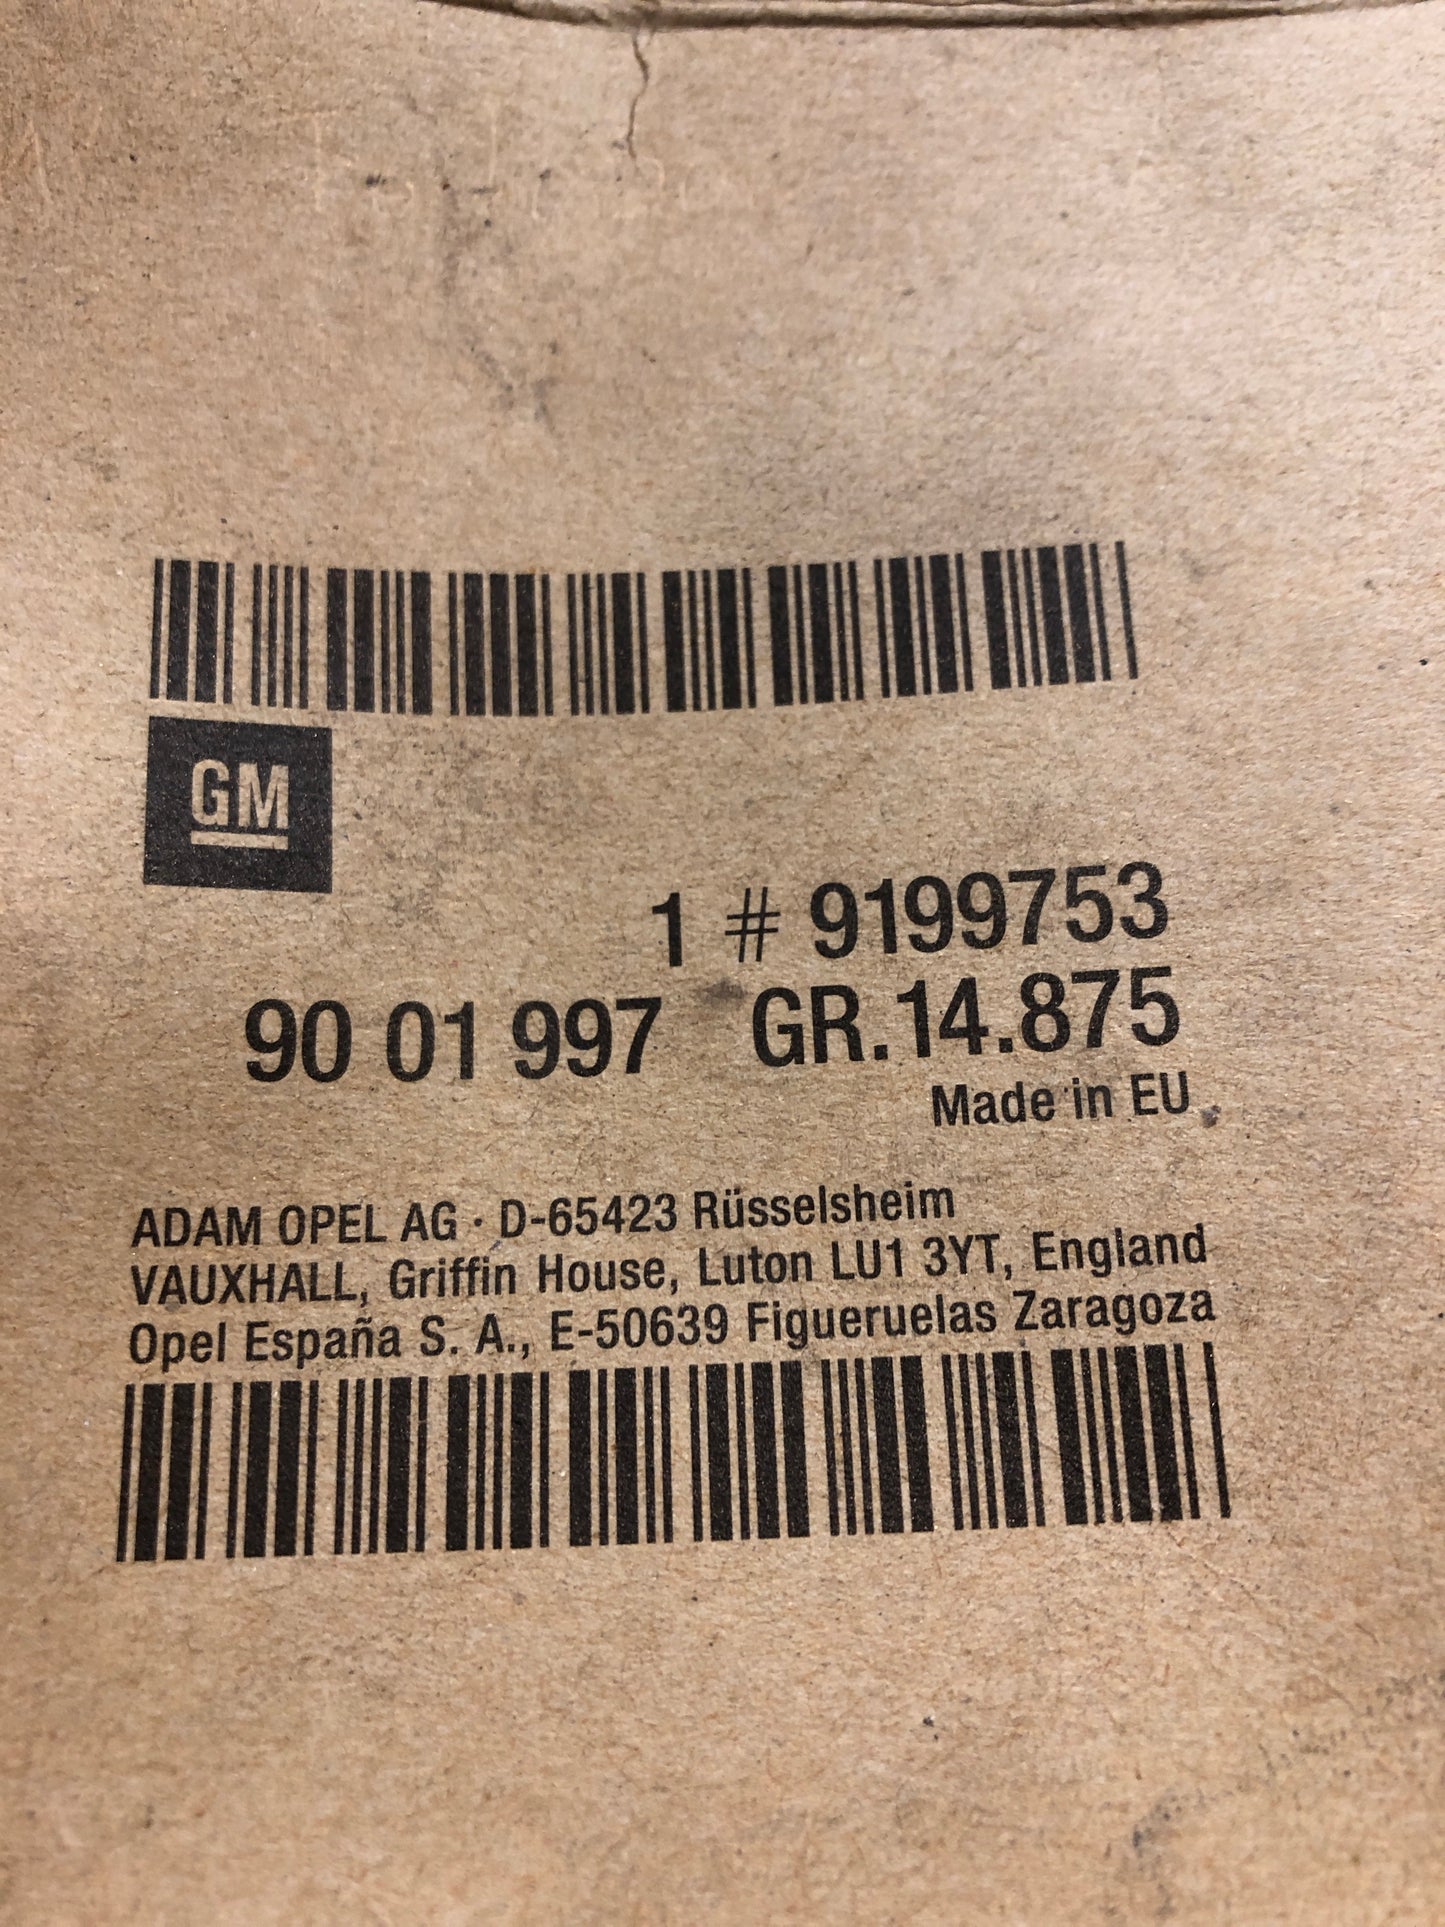 GM
1 # 9199753
90 01 997 GR.14.875
Made in EU
ADAM OPEL AG · D-65423 Rüsselsheim
VAUXHALL, Griffin House, Luton LU1 3YT, England
Opel España S. A., E-50639 Figueruelas Zaragoza